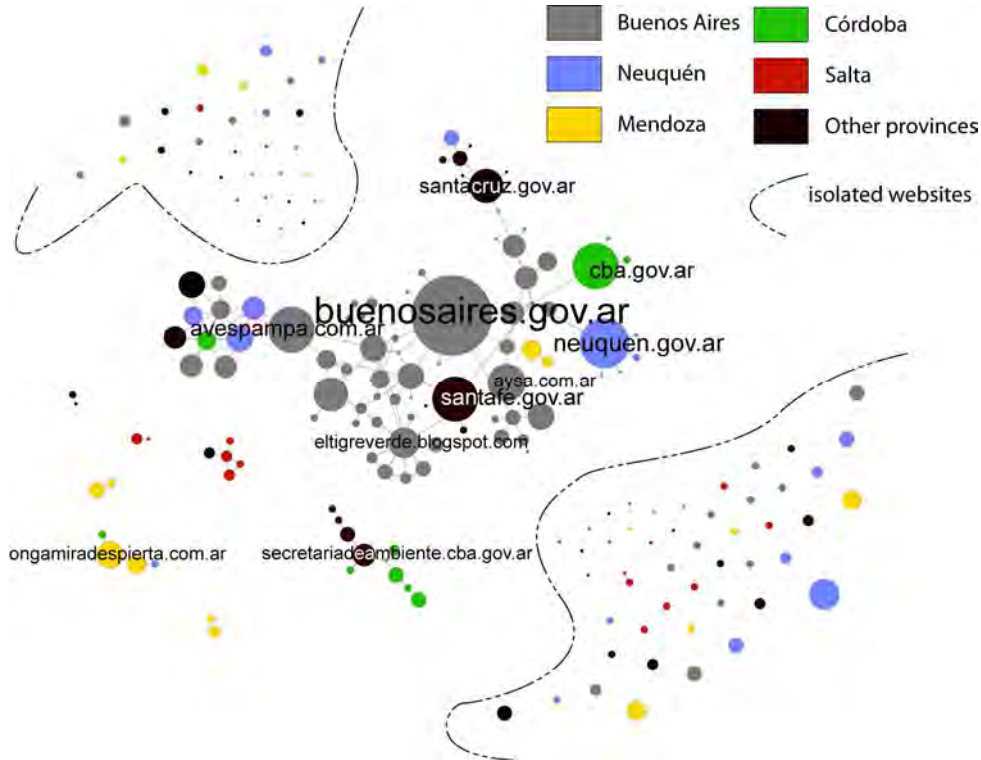 Buenos Aires
Córdoba
Neuquén
Salta
Mendoza
Other provinces
isolated websites
santacruz.gov.ar
cba.gov.ar
buenosaires.gov.ar
avespampa.com.ar
neuquen.gov.ar
aysa.com.ar
santafe.gov.ar
eltigreverde.blogspot.com
ongamiradespierta.com.ar
secretariadeambiente.cba.gov.ar